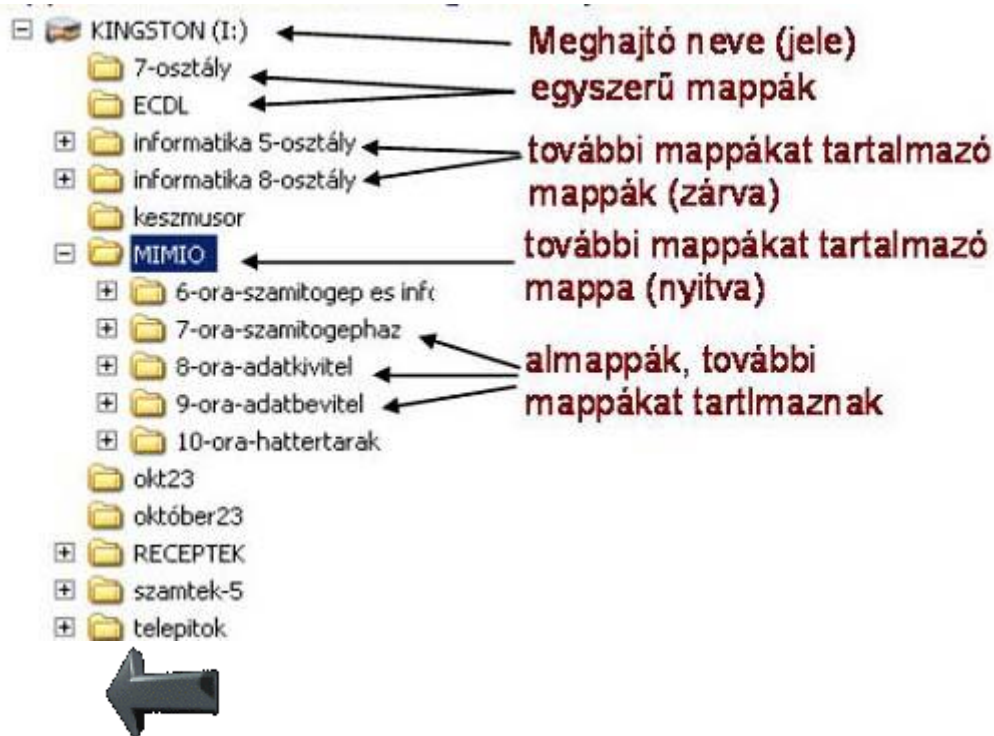 KINGSTON (I:)
Meghajtó neve (jele)
7-osztály
egyszerű mappák
ECDL
informatika 5-osztály
további mappákat tartalmazó
mappák (zárva)
informatika 8-osztály
keszmusor
MIMIO
további mappákat tartalmazó
mappa (nyitva)
6-ora-szamitogep es info
7-ora-szamitogephaz
8-ora-adatkivitel
almappák, további
mappákat tartlmaznak
9-ora-adatbevitel
10-ora-hattertarak
okt23
október23
RECEPTEK
szamtek-5
telepitok